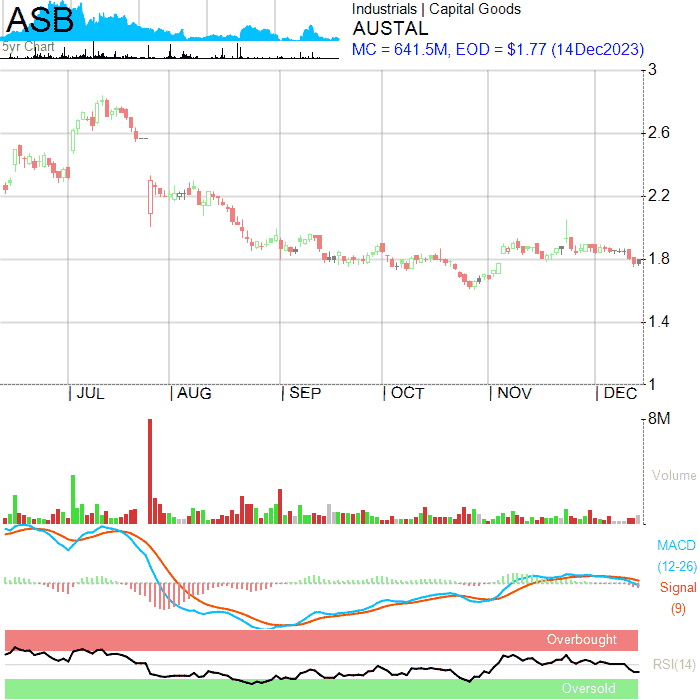 ASB
5yr Chart
Industrials | Capital Goods
AUSTAL
MC = 641.5M, EOD = $1.77 (14Dec2023)
3
2.6
2.2
1.8
1.4
1
| JUL | AUG | SEP | OCT | NOV | DEC
8M
Volume
MACD
(12-26)
Signal
(9)
Overbought
RSI(14)
Oversold